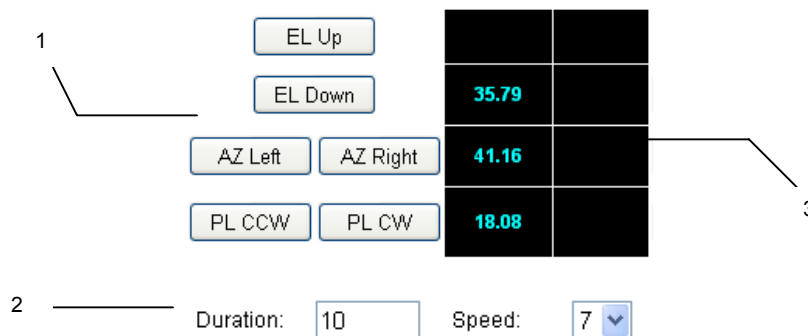 EL Up
1
EL Down 35.79
AZ Left AZ Right 41.16
3
PL CCW PL CW 18.08
2 Duration: 10 Speed: 7